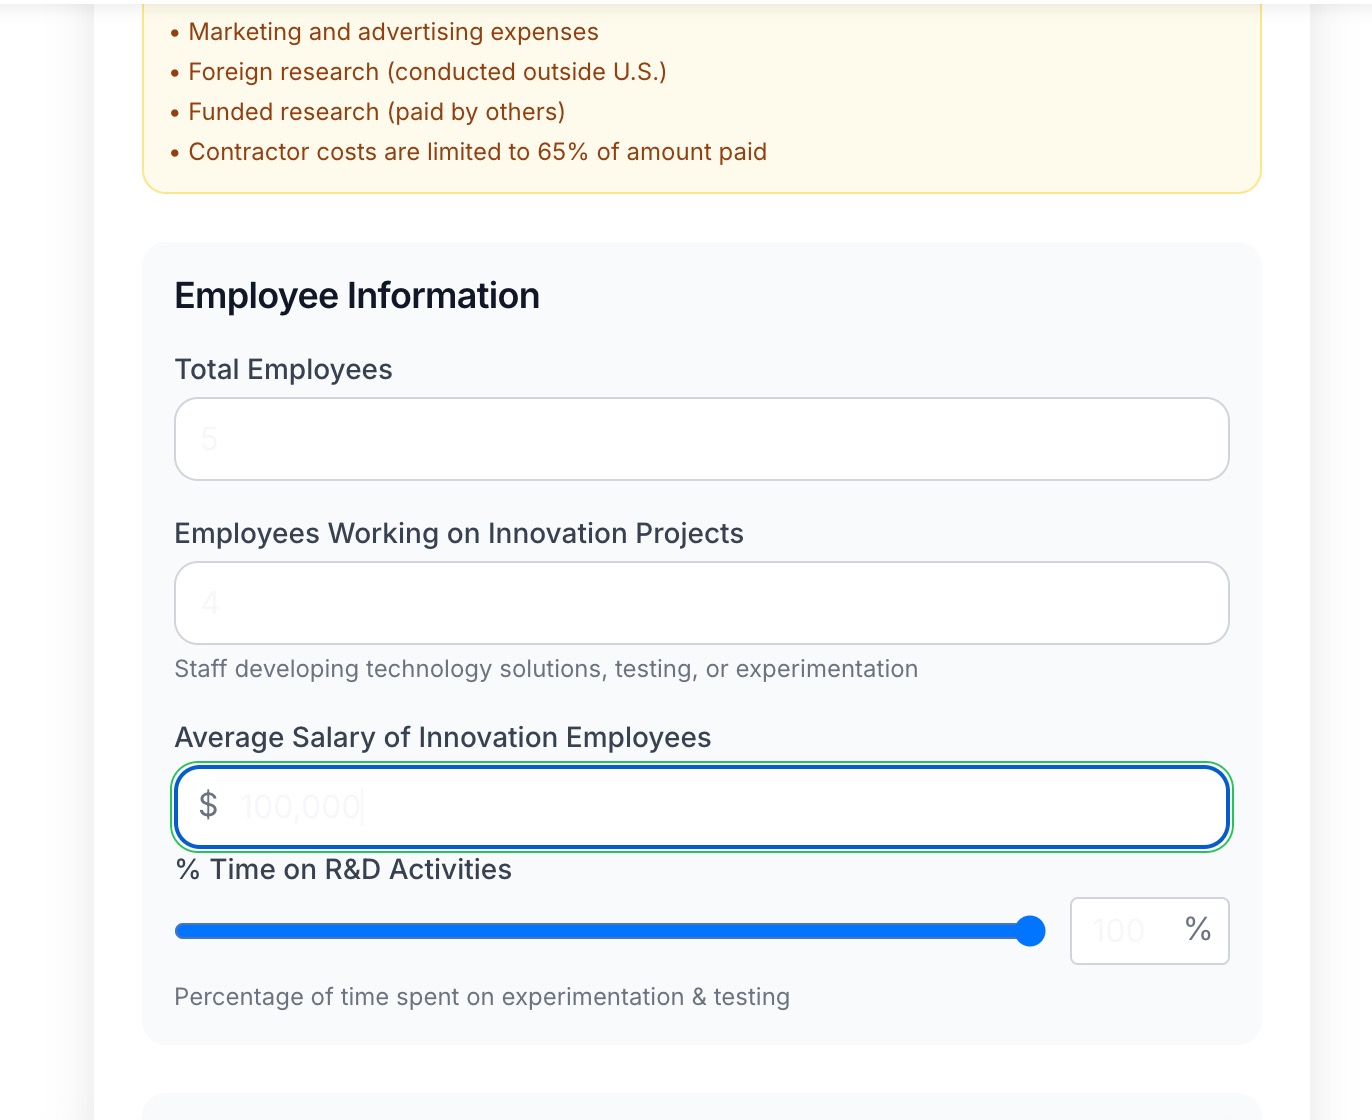 • Marketing and advertising expenses
• Foreign research (conducted outside U.S.)
• Funded research (paid by others)
• Contractor costs are limited to 65% of amount paid
Employee Information
Total Employees
5
Employees Working on Innovation Projects
4
Staff developing technology solutions, testing, or experimentation
Average Salary of Innovation Employees
$ 100,000
% Time on R&D Activities
100 %
Percentage of time spent on experimentation & testing